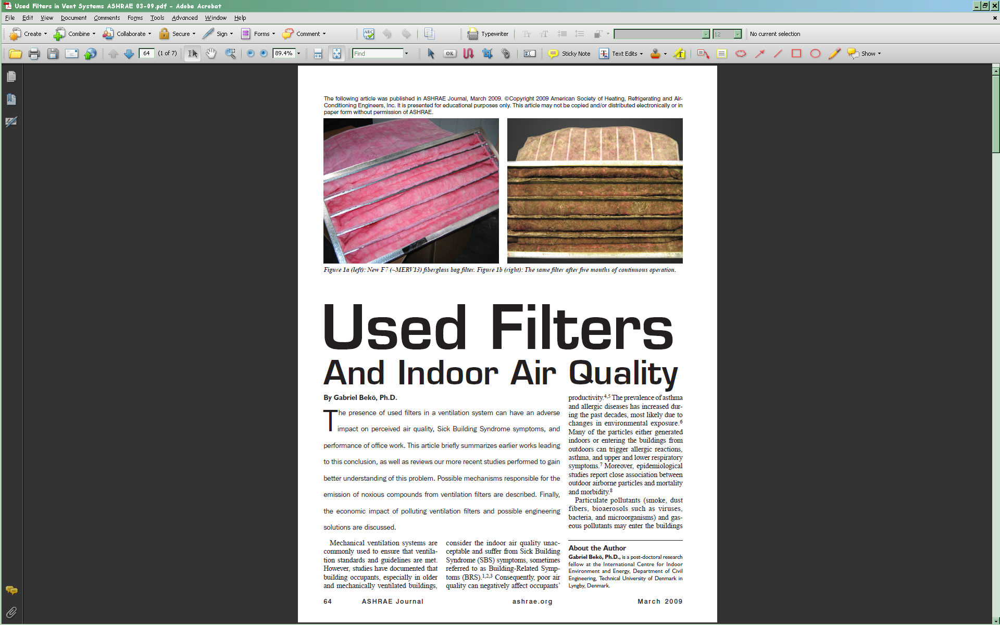 Used Filters in Vent Systems ASHRAE 03-09.pdf - Adobe Acrobat
File Edit View Document Comments Forms Tools Advanced Window Help
Create Combine Collaborate Secure Sign Forms Comment ABC Typewriter 12 No current selection
64 (1 of 7) 89.4% Find OK Sticky Note Text Edits Show
The following article was published in ASHRAE Journal, March 2009. ©Copyright 2009 American Society of Heating, Refrigerating and Air-
Conditioning Engineers, Inc. It is presented for educational purposes only. This article may not be copied and/or distributed electronically or in
paper form without permission of ASHRAE.
Figure 1a (left): New F7 (~MERV13) fiberglass bag filter. Figure 1b (right): The same filter after five months of continuous operation.
Used Filters
And Indoor Air Quality
By Gabriel Bekö, Ph.D.
The presence of used filters in a ventilation system can have an adverse
impact on perceived air quality, Sick Building Syndrome symptoms, and
performance of office work. This article briefly summarizes earlier works leading
to this conclusion, as well as reviews our more recent studies performed to gain
better understanding of this problem. Possible mechanisms responsible for the
emission of noxious compounds from ventilation filters are described. Finally,
the economic impact of polluting ventilation filters and possible engineering
solutions are discussed.
Mechanical ventilation systems are
commonly used to ensure that ventila-
tion standards and guidelines are met.
However, studies have documented that
building occupants, especially in older
and mechanically ventilated buildings,
consider the indoor air quality unac-
ceptable and suffer from Sick Building
Syndrome (SBS) symptoms, sometimes
referred to as Building-Related Symp-
toms (BRS).1,2,3 Consequently, poor air
quality can negatively affect occupants'
productivity.4,5 The prevalence of asthma
and allergic diseases has increased dur-
ing the past decades, most likely due to
changes in environmental exposure.6
Many of the particles either generated
indoors or entering the buildings from
outdoors can trigger allergic reactions,
asthma, and upper and lower respiratory
symptoms.7 Moreover, epidemiological
studies report close association between
outdoor airborne particles and mortality
and morbidity.8
Particulate pollutants (smoke, dust
fibers, bioaerosols such as viruses,
bacteria, and microorganisms) and gas-
eous pollutants may enter the buildings
About the Author
Gabriel Bekö, Ph.D., is a post-doctoral research
fellow at the International Centre for Indoor
Environment and Energy, Department of Civil
Engineering, Technical University of Denmark in
Lyngby, Denmark.
64 ASHRAE Journal ashrae.org March 2009